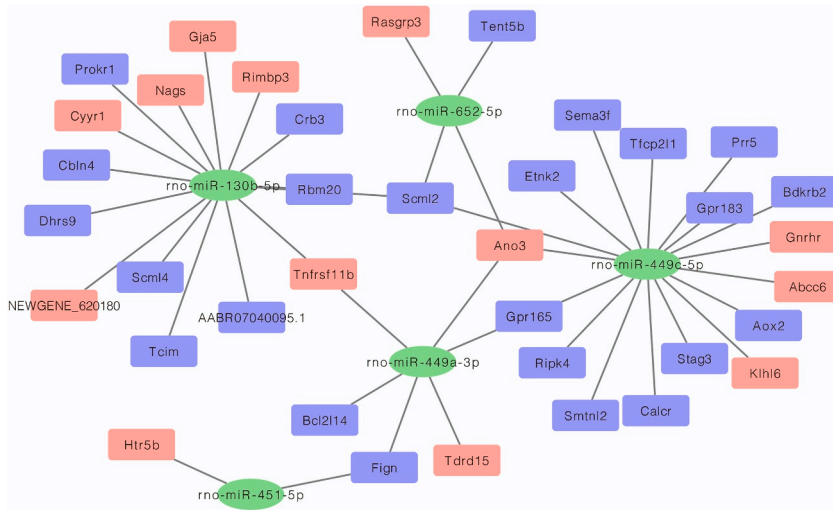 Gja5
Rasgrp3
Tent5b
Prokr1
Nags
Rimbp3
Cyyr1
Crb3
rno-miR-652-5p
Sema3f
Tfcp2l1
Prr5
Cbln4
rno-miR-130b-5p
Rbm20
Scml2
Etnk2
Gpr183
Bdkrb2
Dhrs9
Ano3
Gnrhr
rno-miR-449c-5p
Scml4
Tnfrsf11b
Abcc6
NEWGENE_620180
AABR07040095.1
Gpr165
Aox2
Tcim
rno-miR-449a-3p
Ripk4
Stag3
Klhl6
Bcl2l14
Smtnl2
Calcr
Htr5b
Fign
Tdrd15
rno-miR-451-5p